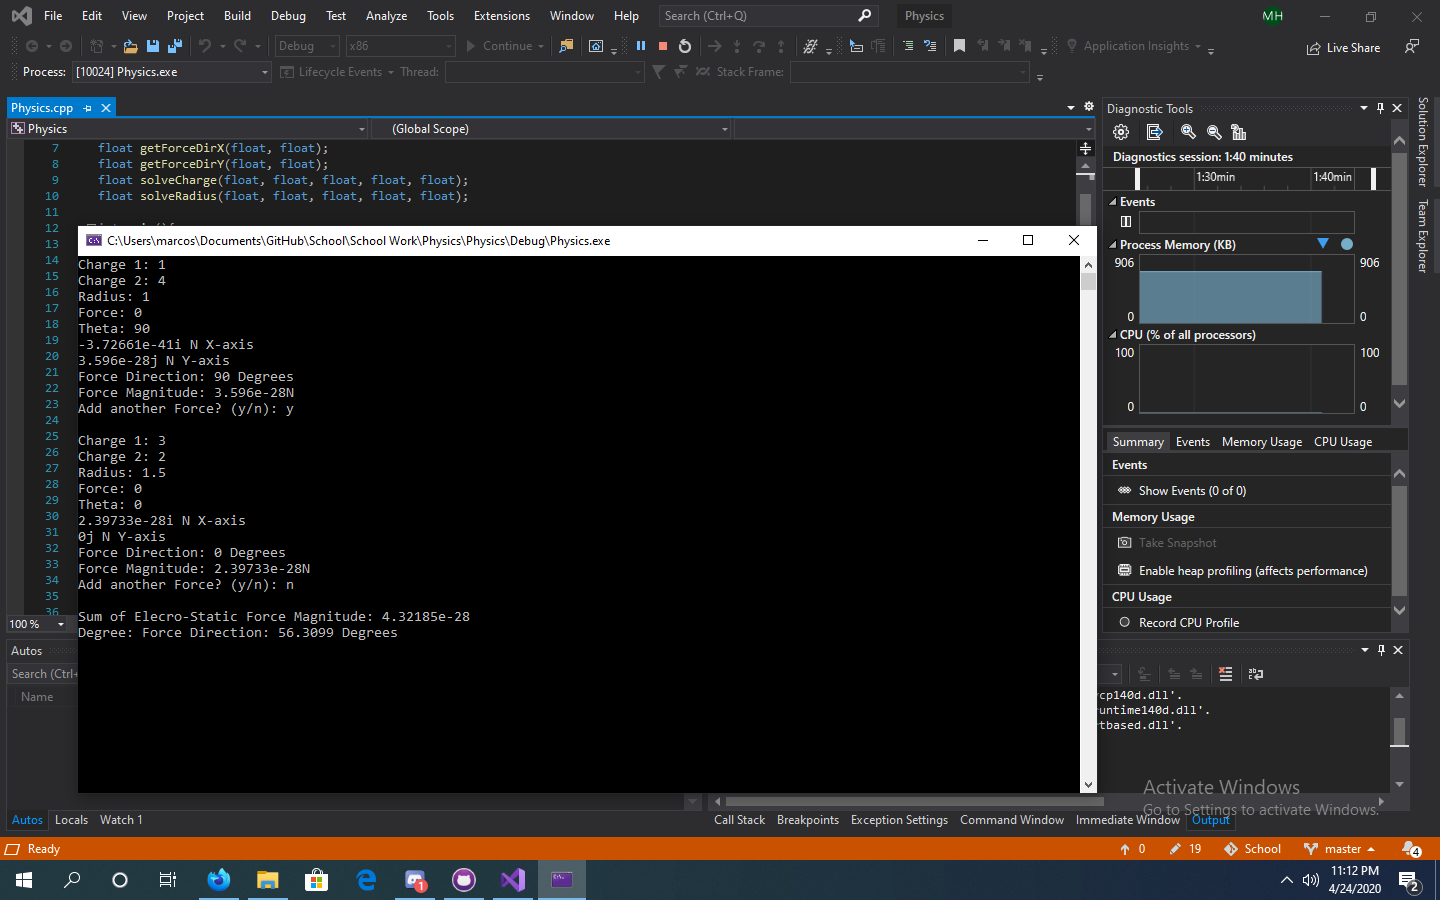 File Edit View Project Build Debug Test Analyze Tools Extensions Window Help Search (Ctrl+Q) Physics MH
Debug x86 Continue Application Insights Live Share
Process: [10024] Physics.exe Lifecycle Events Thread: Stack Frame:
Physics.cpp
Physics (Global Scope)
7 float getForceDirX(float, float);
8 float getForceDirY(float, float);
9 float solveCharge(float, float, float, float, float);
10 float solveRadius(float, float, float, float, float);
11
12
13
14
15
16
17
18
19
20
21
22
23
24
25
26
27
28
29
30
31
32
33
34
35
36
100 %
C:\Users\marcos\Documents\GitHub\School\School Work\Physics\Physics\Debug\Physics.exe
Charge 1: 1
Charge 2: 4
Radius: 1
Force: 0
Theta: 90
-3.72661e-41i N X-axis
3.596e-28j N Y-axis
Force Direction: 90 Degrees
Force Magnitude: 3.596e-28N
Add another Force? (y/n): y
Charge 1: 3
Charge 2: 2
Radius: 1.5
Force: 0
Theta: 0
2.39733e-28i N X-axis
0j N Y-axis
Force Direction: 0 Degrees
Force Magnitude: 2.39733e-28N
Add another Force? (y/n): n
Sum of Elecro-Static Force Magnitude: 4.32185e-28
Degree: Force Direction: 56.3099 Degrees
Diagnostic Tools
Diagnostics session: 1:40 minutes
1:30min 1:40min
Events
Process Memory (KB)
906 906
0 0
CPU (% of all processors)
100 100
0 0
Summary Events Memory Usage CPU Usage
Events
Show Events (0 of 0)
Memory Usage
Take Snapshot
Enable heap profiling (affects performance)
CPU Usage
Record CPU Profile
Solution Explorer
Team Explorer
Autos
Search (Ctrl+
Name
cp140d.dll'.
untime140d.dll'.
tbased.dll'.
Activate Windows
Go to Settings to activate Windows.
Autos Locals Watch 1
Call Stack Breakpoints Exception Settings Command Window Immediate Window Output
Ready 0 19 School master 4
1
11:12 PM
4/24/2020
2